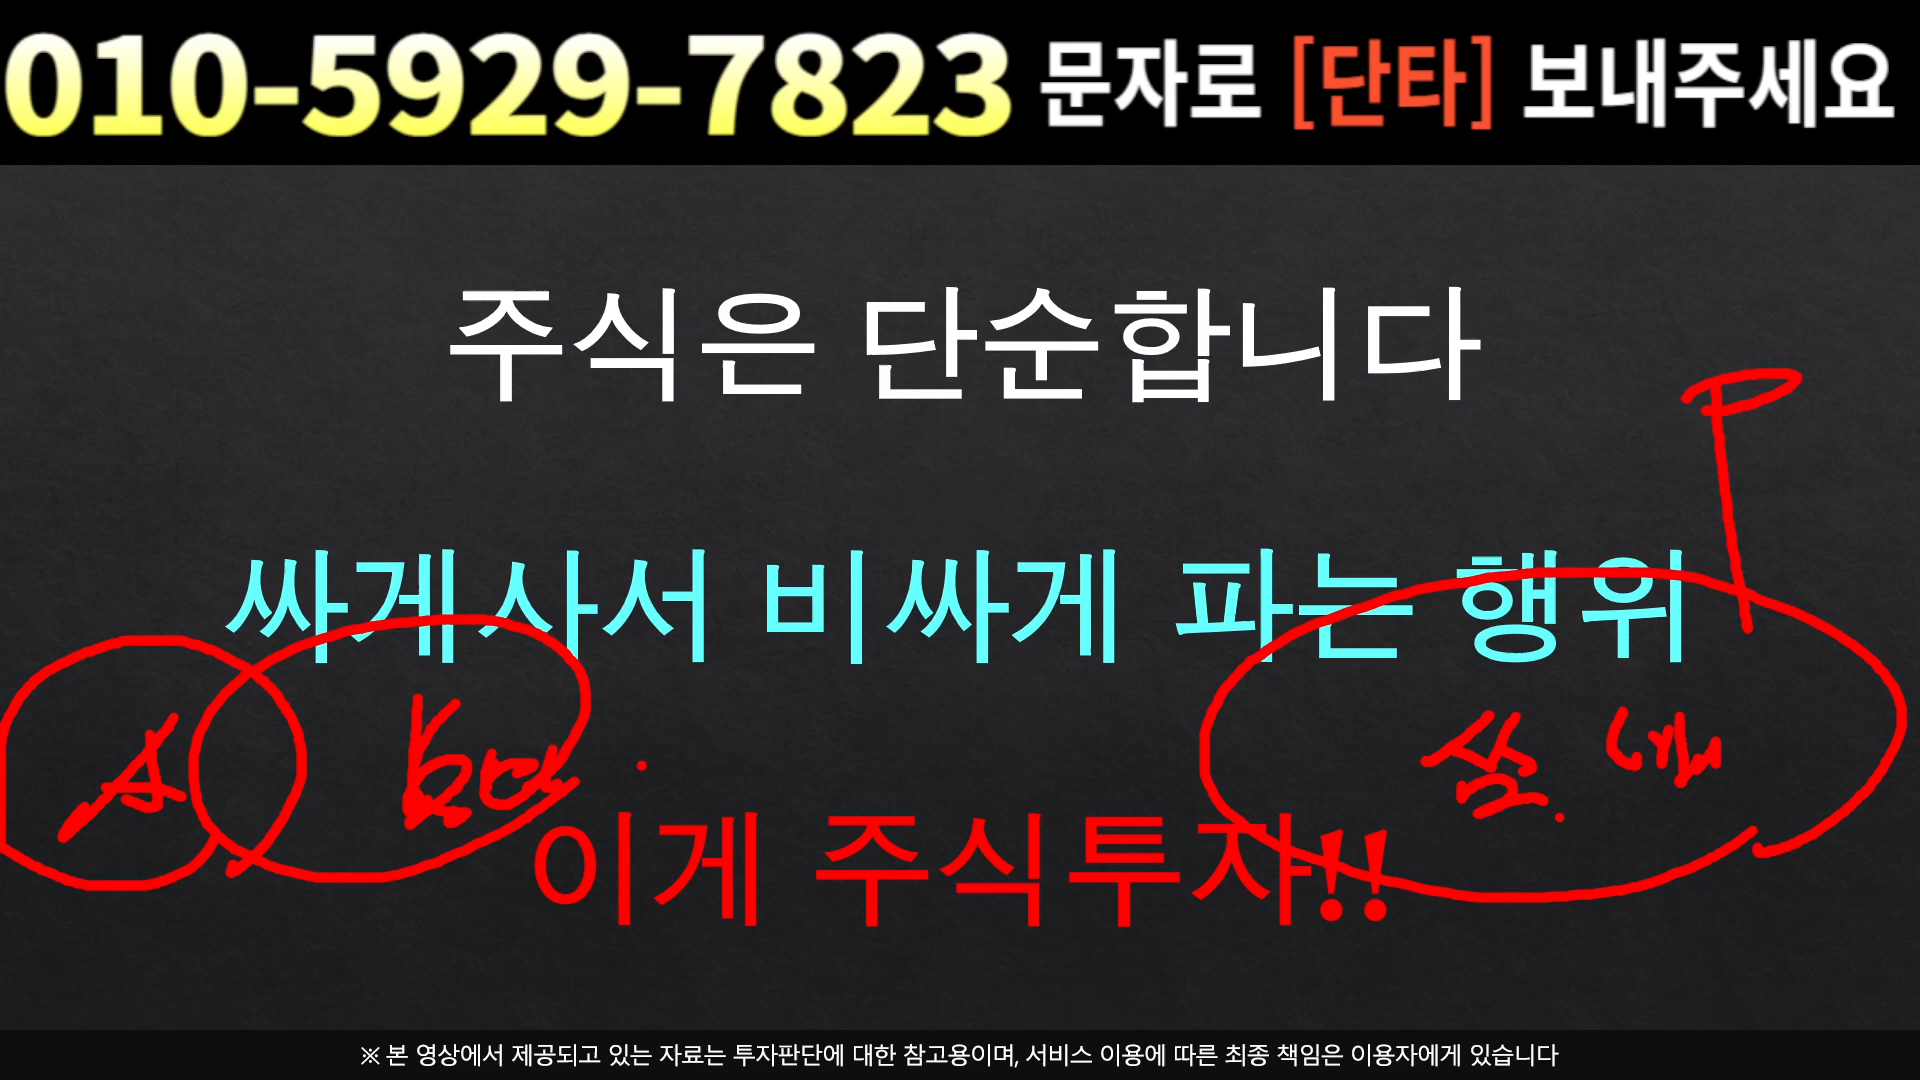 010-5929-7823 문자로 [단타] 보내주세요
주식은 단순합니다
싸게사서 비싸게 파는 행위
이게 주식투자!!
※ 본 영상에서 제공되고 있는 자료는 투자판단에 대한 참고용이며, 서비스 이용에 따른 최종 책임은 이용자에게 있습니다